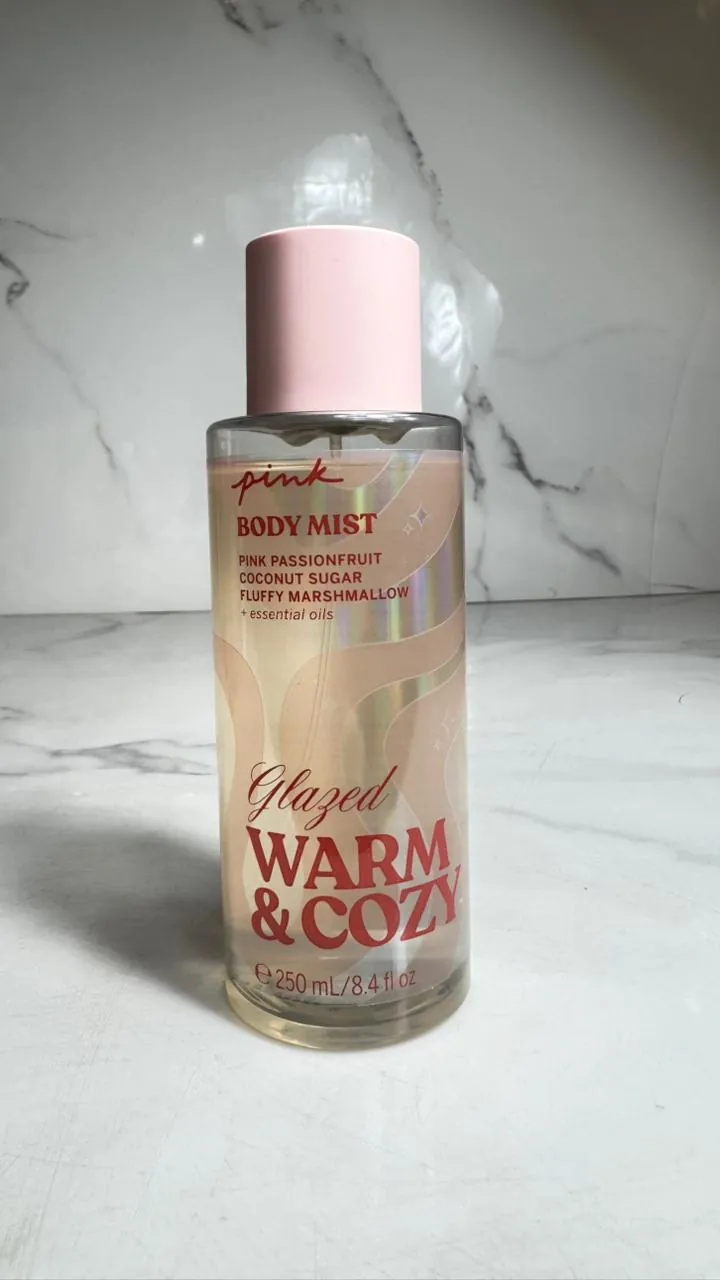 pink
BODY MIST
PINK PASSIONFRUIT
COCONUT SUGAR
FLUFFY MARSHMALLOW
+ essential oils
Glazed
WARM
& COZY
℮ 250 mL/8.4 fl oz